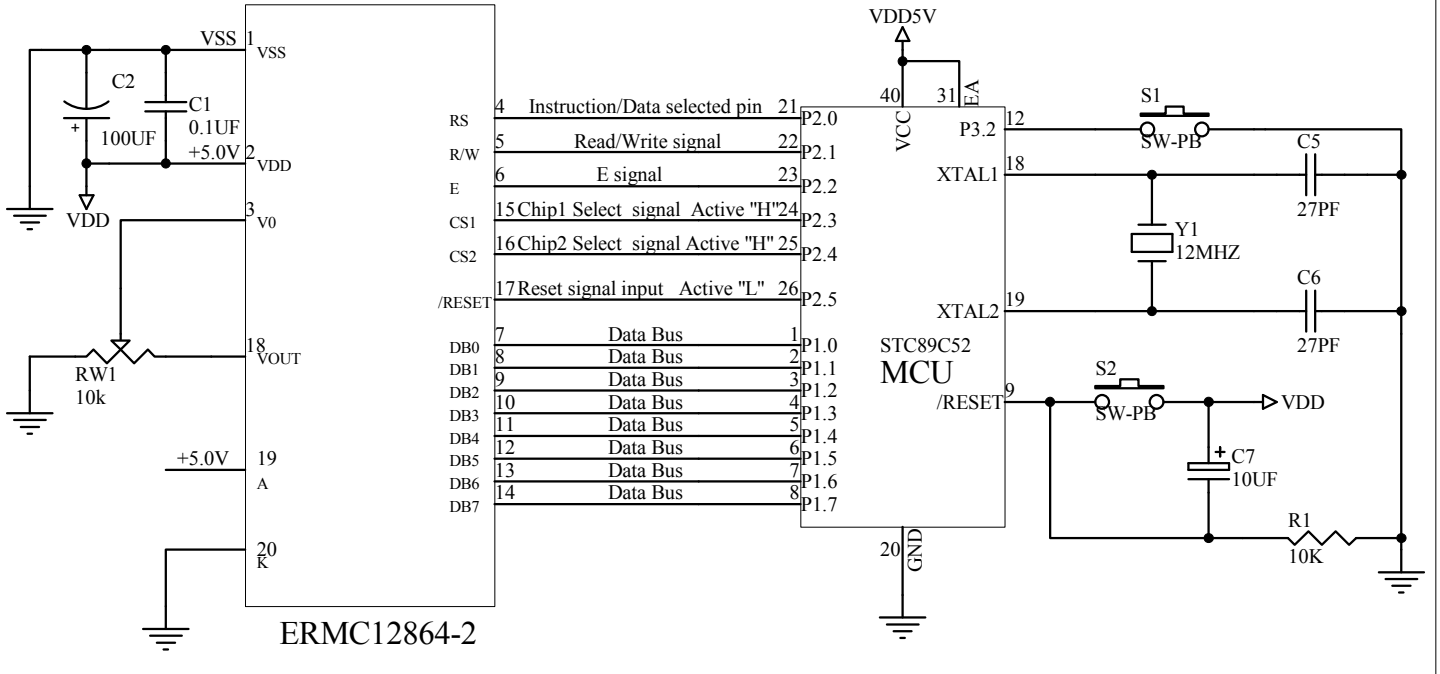 VDD5V
VSS 1
VSS
C2
C1
100UF
0.1UF
+
+5.0V 2
VDD
VDD
3
V0
18
VOUT
RW1
10k
+5.0V 19
A
20
K
ERMC12864-2
RS 4 Instruction/Data selected pin 21 P2.0
R/W 5 Read/Write signal 22 P2.1
E 6 E signal 23 P2.2
CS1 15 Chip1 Select signal Active "H" 24 P2.3
CS2 16 Chip2 Select signal Active "H" 25 P2.4
/RESET 17 Reset signal input Active "L" 26 P2.5
DB0 7 Data Bus 1 P1.0
DB1 8 Data Bus 2 P1.1
DB2 9 Data Bus 3 P1.2
DB3 10 Data Bus 4 P1.3
DB4 11 Data Bus 5 P1.4
DB5 12 Data Bus 6 P1.5
DB6 13 Data Bus 7 P1.6
DB7 14 Data Bus 8 P1.7
40
VCC
31
EA
STC89C52
MCU
20
GND
P3.2 12
S1
SW-PB
XTAL1 18
C5
27PF
Y1
12MHZ
XTAL2 19
C6
27PF
/RESET 9
S2
SW-PB
VDD
+
C7
10UF
R1
10K